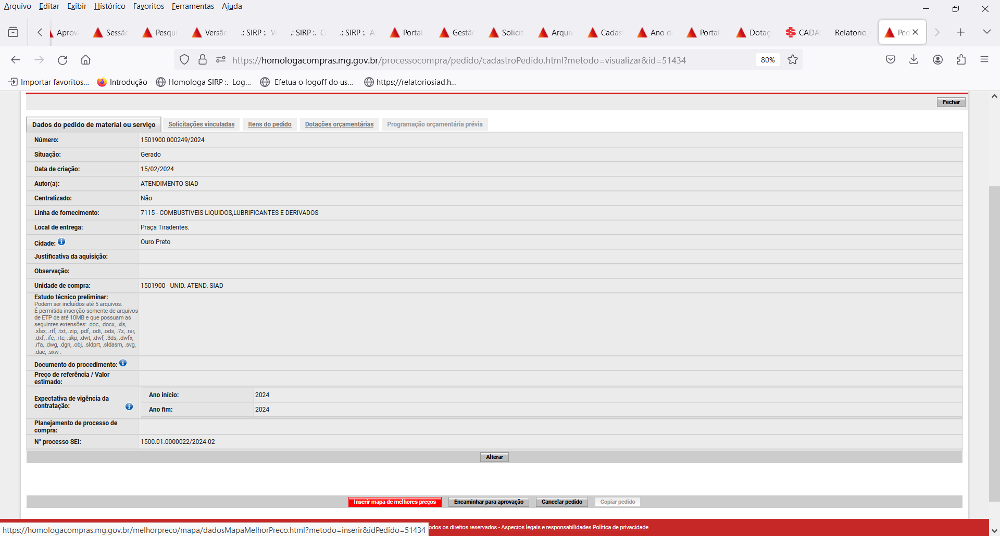 Arquivo Editar Exibir Histórico Favoritos Ferramentas Ajuda
Aprov Sessã Pesqui Versã .: SIRP :. V .: SIRP :. C .: SIRP :. A Portal Gestã Solicit Arqui Cadas Ano d Portal Dotaç CADA Relatorio_ Ped
https://homologacompras.mg.gov.br/processocompra/pedido/cadastroPedido.html?metodo=visualizar&id=51434 80%
Importar favoritos... Introdução Homologa SIRP :. Log... Efetua o logoff do us... https://relatoriosiad.h...
Fechar
Dados do pedido de material ou serviço Solicitações vinculadas Itens do pedido Dotações orçamentárias Programação orçamentária prévia
Número: 1501900 000249/2024
Situação: Gerado
Data de criação: 15/02/2024
Autor(a): ATENDIMENTO SIAD
Centralizado: Não
Linha de fornecimento: 7115 - COMBUSTIVEIS LIQUIDOS,LUBRIFICANTES E DERIVADOS
Local de entrega: Praça Tiradentes.
Cidade: Ouro Preto
Justificativa da aquisição:
Observação:
Unidade de compra: 1501900 - UNID. ATEND. SIAD
Estudo técnico preliminar:
Podem ser incluídos até 5 arquivos.
É permitida inserção somente de arquivos
de ETP de até 10MB e que possuam as
seguintes extensões: .doc, .docx, .xls,
.xlsx, .rtf, .txt, .zip, .pdf, .odt, .ods, .7z, .rar,
.dxf, .ifc, .rte, .skp, .dwt, .dwf, .3ds, .dwfx,
.rfa, .dwg, .dgn, .obj, .sldprt, .sldasm, .svg,
.dae, .sxw .
Documento do procedimento:
Preço de referência / Valor
estimado:
Expectativa de vigência da
contratação:
Ano início: 2024
Ano fim: 2024
Planejamento de processo de
compra:
N° processo SEI: 1500.01.0000022/2024-02
Alterar
Inserir mapa de melhores preços Encaminhar para aprovação Cancelar pedido Copiar pedido
odos os direitos reservados - Aspectos legais e responsabilidades Política de privacidade
https://homologacompras.mg.gov.br/melhorpreco/mapa/dadosMapaMelhorPreco.html?metodo=inserir&idPedido=51434